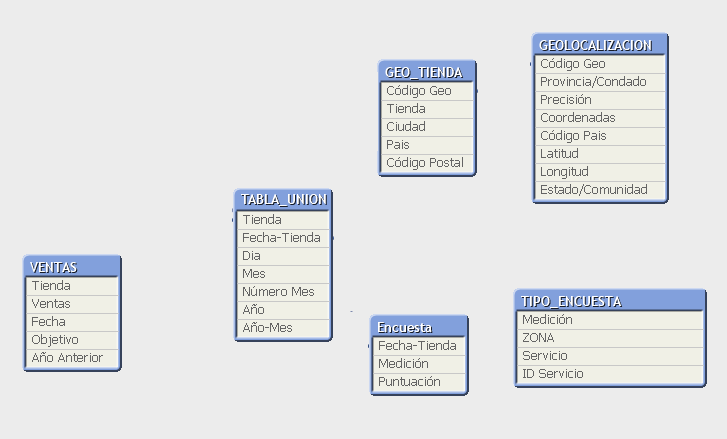 GEO_TIENDA
Código Geo
Tienda
Ciudad
Pais
Código Postal
GEOLOCALIZACION
Código Geo
Provincia/Condado
Precisión
Coordenadas
Código Pais
Latitud
Longitud
Estado/Comunidad
TABLA_UNION
Tienda
Fecha-Tienda
Dia
Mes
Número Mes
Año
Año-Mes
VENTAS
Tienda
Ventas
Fecha
Objetivo
Año Anterior
Encuesta
Fecha-Tienda
Medición
Puntuación
TIPO_ENCUESTA
Medición
ZONA
Servicio
ID Servicio